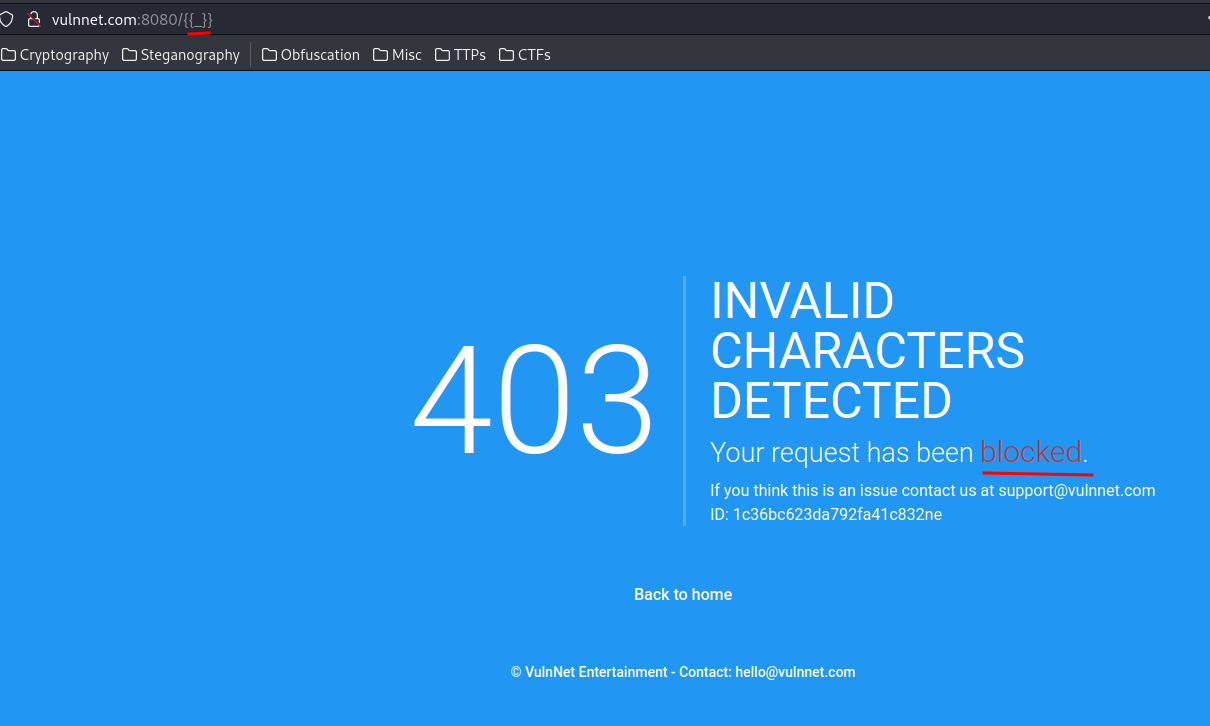 vulnnet.com:8080/{{_}}
Cryptography Steganography Obfuscation Misc TTPs CTFs
403
INVALID
CHARACTERS
DETECTED
Your request has been blocked.
If you think this is an issue contact us at support@vulnnet.com
ID: 1c36bc623da792fa41c832ne
Back to home
© VulnNet Entertainment - Contact: hello@vulnnet.com